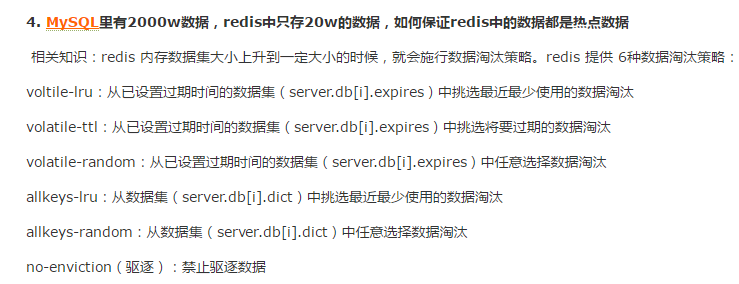 4. MySQL里有2000w数据，redis中只存20w的数据，如何保证redis中的数据都是热点数据
相关知识：redis 内存数据集大小上升到一定大小的时候，就会施行数据淘汰策略。redis 提供 6种数据淘汰策略：
voltile-lru：从已设置过期时间的数据集（server.db[i].expires）中挑选最近最少使用的数据淘汰
volatile-ttl：从已设置过期时间的数据集（server.db[i].expires）中挑选将要过期的数据淘汰
volatile-random：从已设置过期时间的数据集（server.db[i].expires）中任意选择数据淘汰
allkeys-lru：从数据集（server.db[i].dict）中挑选最近最少使用的数据淘汰
allkeys-random：从数据集（server.db[i].dict）中任意选择数据淘汰
no-enviction（驱逐）：禁止驱逐数据